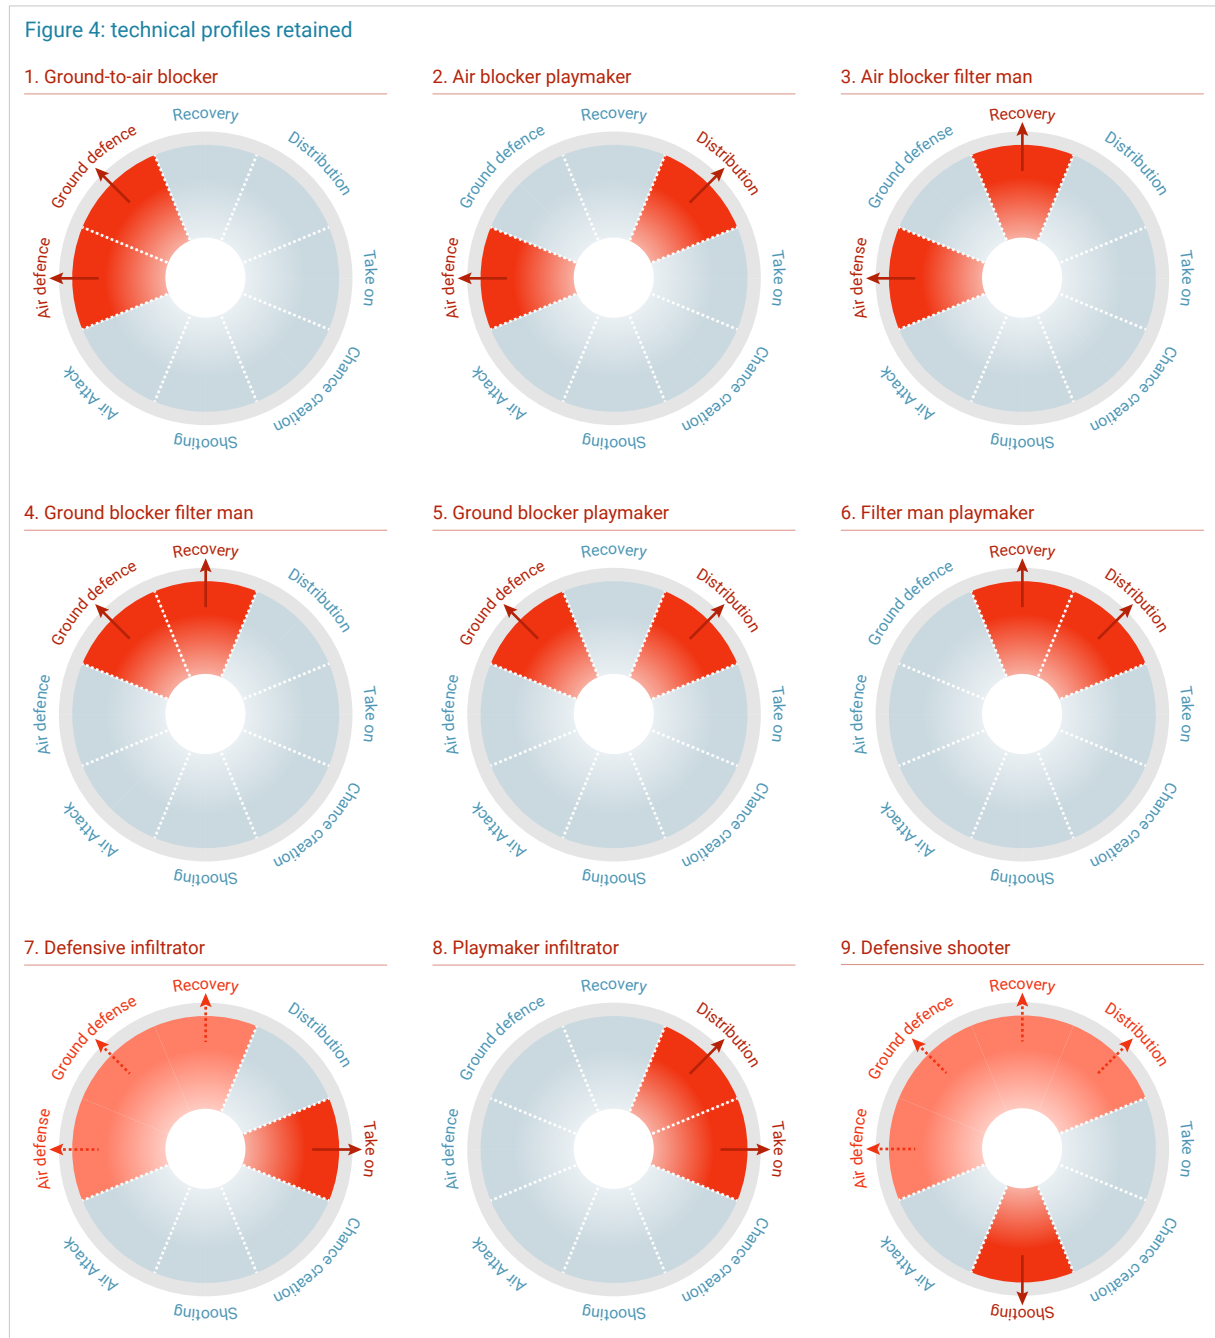 Figure 4: technical profiles retained
1. Ground-to-air blocker
Recovery
Distribution
Take on
Chance creation
Shooting
Air Attack
Air defence
Ground defence
2. Air blocker playmaker
Recovery
Distribution
Take on
Chance creation
Shooting
Air Attack
Air defence
Ground defence
3. Air blocker filter man
Recovery
Distribution
Take on
Chance creation
Shooting
Air Attack
Air defense
Ground defense
4. Ground blocker filter man
Recovery
Distribution
Take on
Chance creation
Shooting
Air Attack
Air defence
Ground defence
5. Ground blocker playmaker
Recovery
Distribution
Take on
Chance creation
Shooting
Air Attack
Air defence
Ground defence
6. Filter man playmaker
Recovery
Distribution
Take on
Chance creation
Shooting
Air Attack
Air defence
Ground defence
7. Defensive infiltrator
Recovery
Distribution
Take on
Chance creation
Shooting
Air Attack
Air defense
Ground defense
8. Playmaker infiltrator
Recovery
Distribution
Take on
Chance creation
Shooting
Air Attack
Air defence
Ground defence
9. Defensive shooter
Recovery
Distribution
Take on
Chance creation
Shooting
Air Attack
Air defence
Ground defence